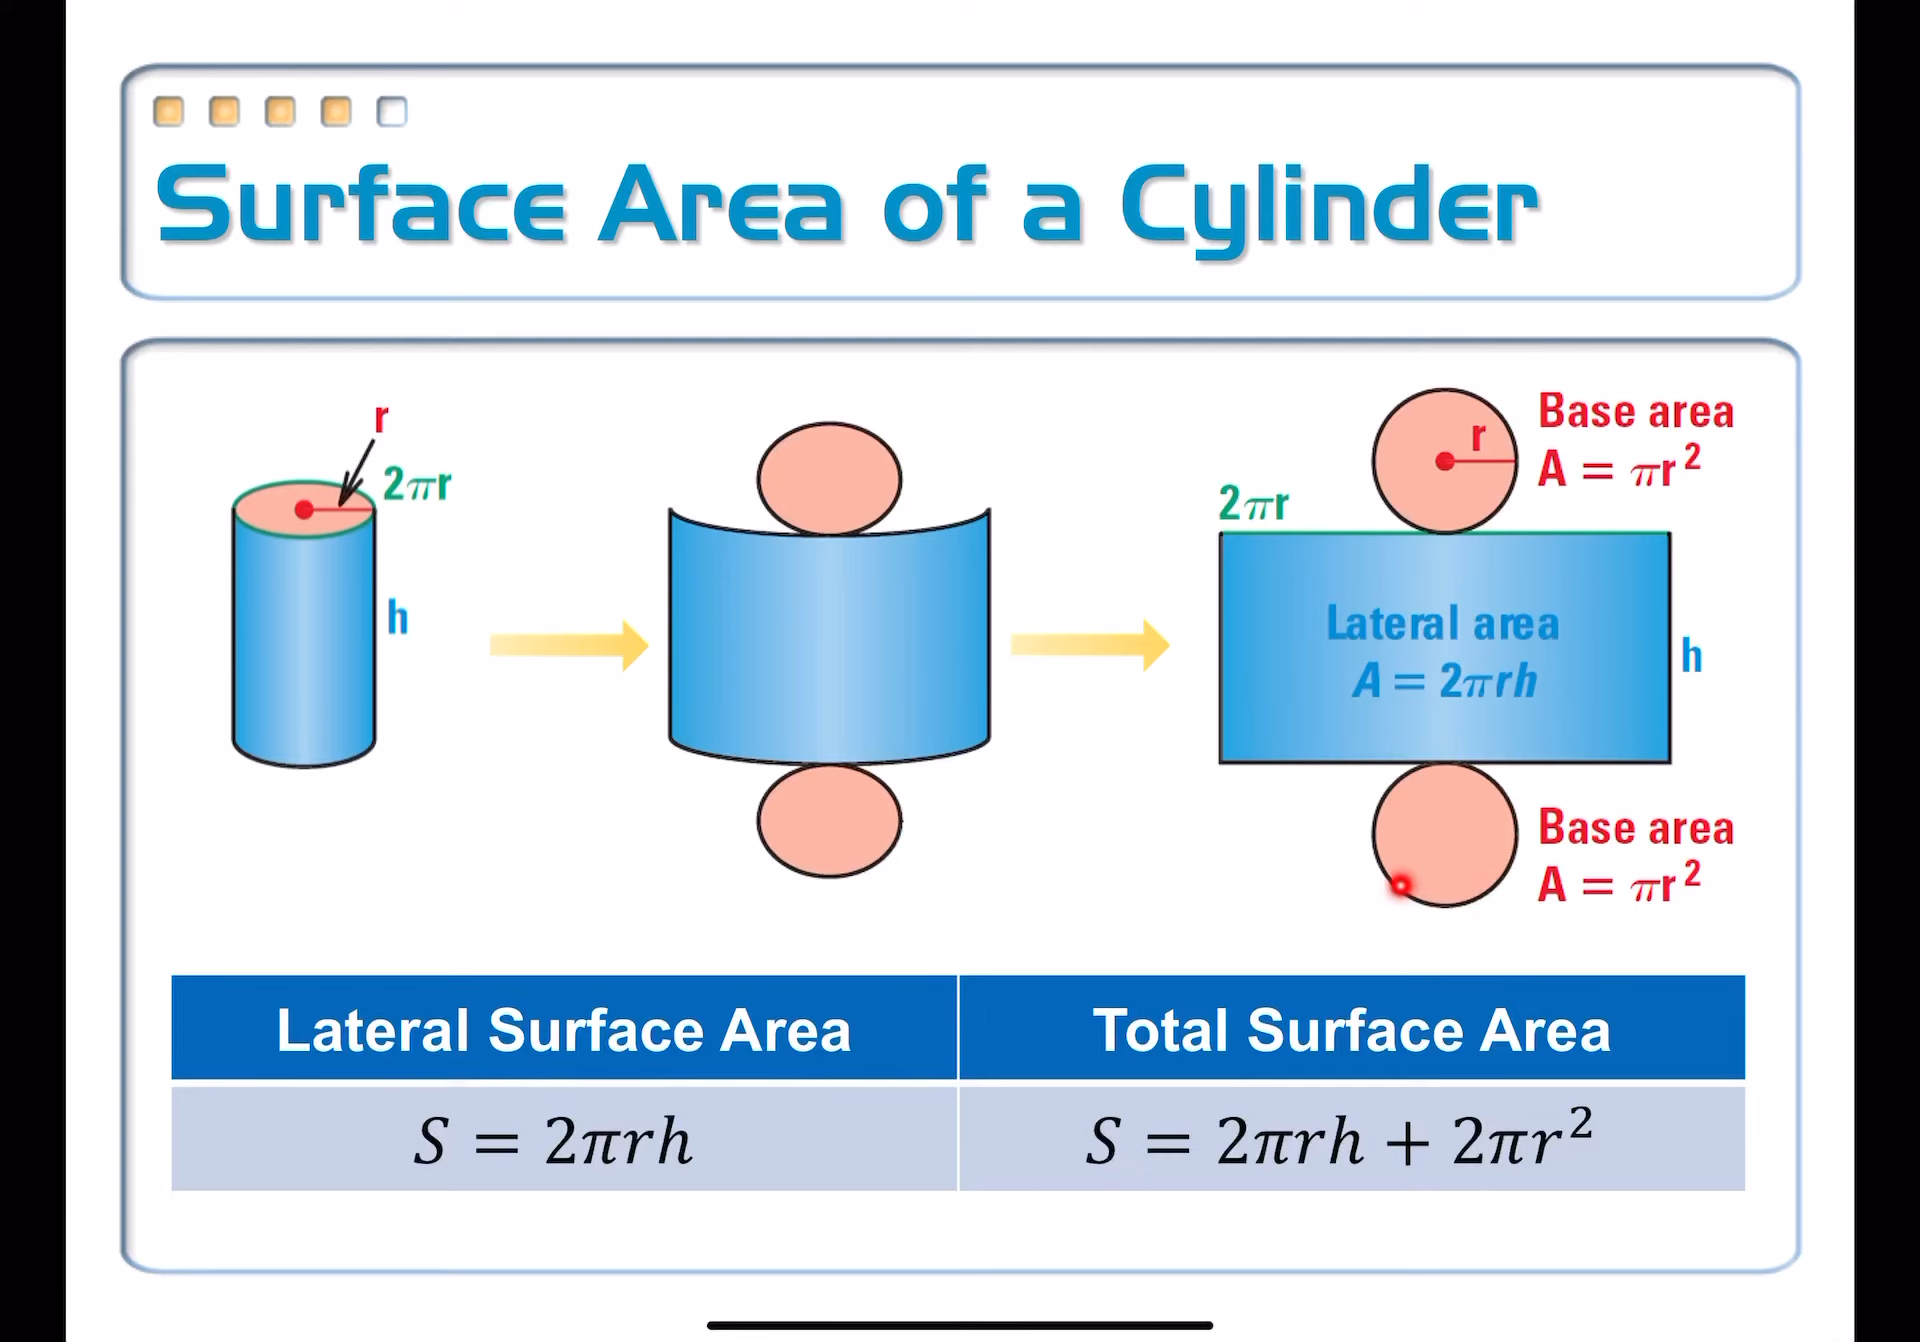 Surface Area of a Cylinder
r
2πr
h
r
Base area
A = πr²
2πr
Lateral area
A = 2πrh
h
Base area
A = πr²
Lateral Surface Area
Total Surface Area
S = 2πrh
S = 2πrh + 2πr²